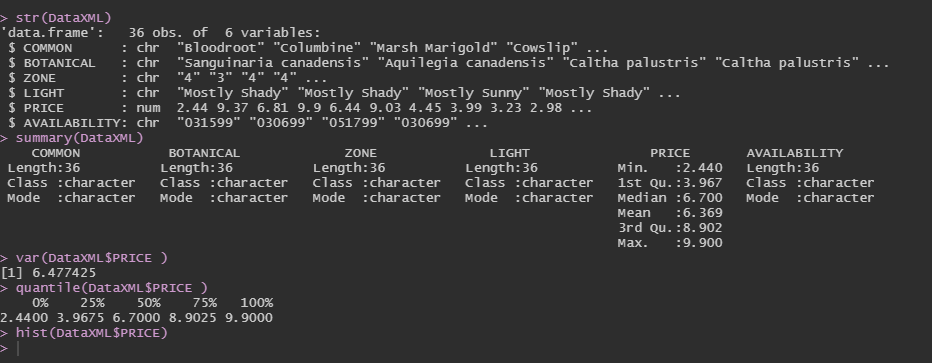 > str(DataXML)
'data.frame':   36 obs. of  6 variables:
 $ COMMON      : chr  "Bloodroot" "Columbine" "Marsh Marigold" "Cowslip" ...
 $ BOTANICAL   : chr  "Sanguinaria canadensis" "Aquilegia canadensis" "Caltha palustris" "Caltha palustris" ...
 $ ZONE        : chr  "4" "3" "4" "4" ...
 $ LIGHT       : chr  "Mostly Shady" "Mostly Shady" "Mostly Sunny" "Mostly Shady" ...
 $ PRICE       : num  2.44 9.37 6.81 9.9 6.44 9.03 4.45 3.99 3.23 2.98 ...
 $ AVAILABILITY: chr  "031599" "030699" "051799" "030699" ...
> summary(DataXML)
    COMMON           BOTANICAL             ZONE              LIGHT               PRICE       AVAILABILITY
 Length:36          Length:36          Length:36          Length:36          Min.   :2.440   Length:36
 Class :character   Class :character   Class :character   Class :character   1st Qu.:3.967   Class :character
 Mode  :character   Mode  :character   Mode  :character   Mode  :character   Median :6.700   Mode  :character
                                                                             Mean   :6.369
                                                                             3rd Qu.:8.902
                                                                             Max.   :9.900
> var(DataXML$PRICE )
[1] 6.477425
> quantile(DataXML$PRICE )
    0%    25%    50%    75%   100%
2.4400 3.9675 6.7000 8.9025 9.9000
> hist(DataXML$PRICE)
>